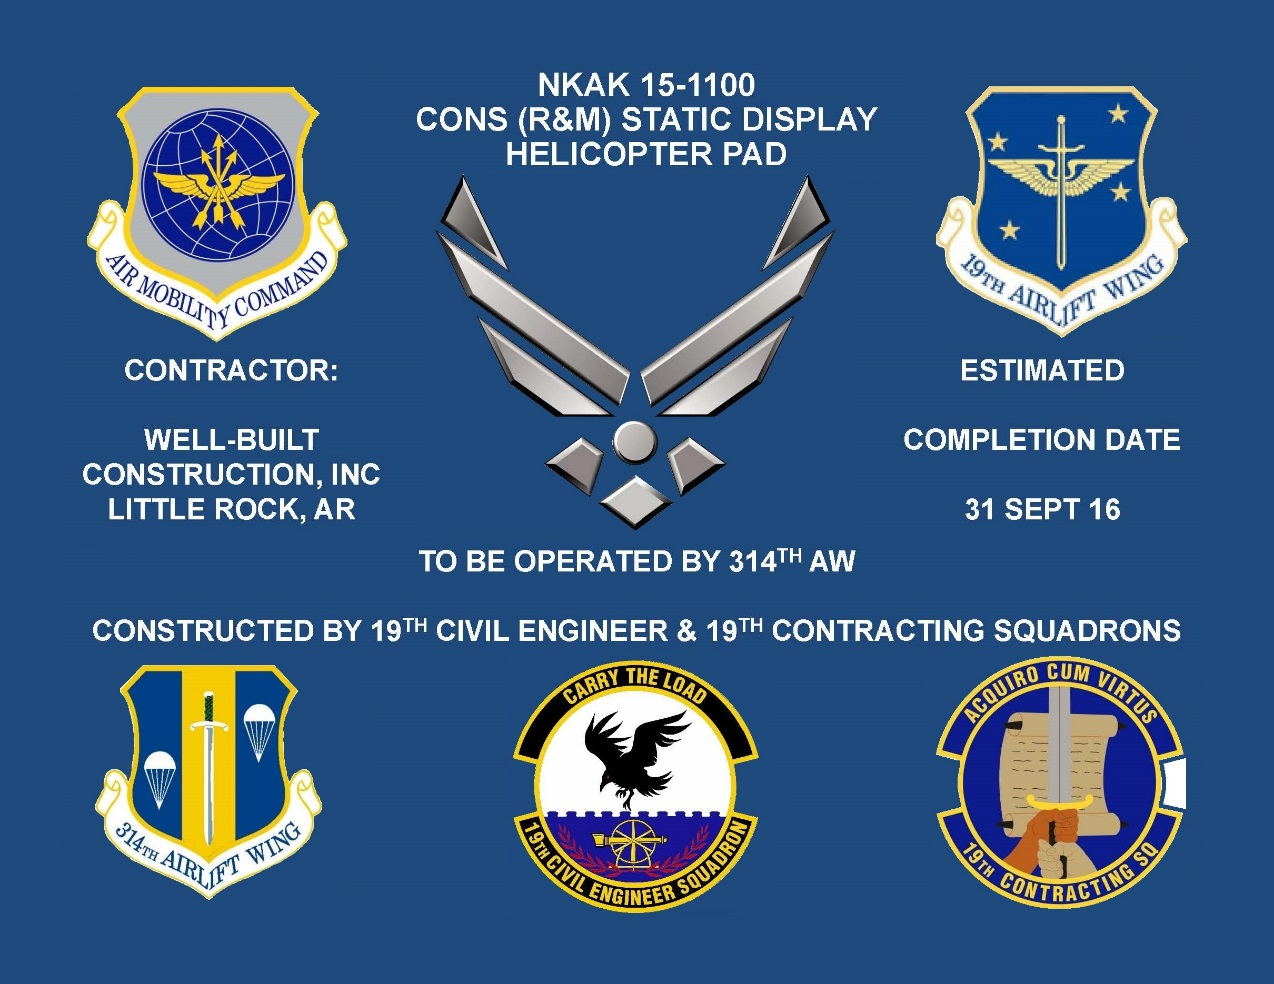 NKAK 15-1100
CONS (R&M) STATIC DISPLAY
HELICOPTER PAD
AIR MOBILITY COMMAND
19TH AIRLIFT WING
CONTRACTOR:
WELL-BUILT
CONSTRUCTION, INC
LITTLE ROCK, AR
ESTIMATED
COMPLETION DATE
31 SEPT 16
TO BE OPERATED BY 314TH AW
CONSTRUCTED BY 19TH CIVIL ENGINEER & 19TH CONTRACTING SQUADRONS
314TH AIRLIFT WING
CARRY THE LOAD
19TH CIVIL ENGINEER SQUADRON
ACQUIRO CUM VIRTUS
19TH CONTRACTING SQ